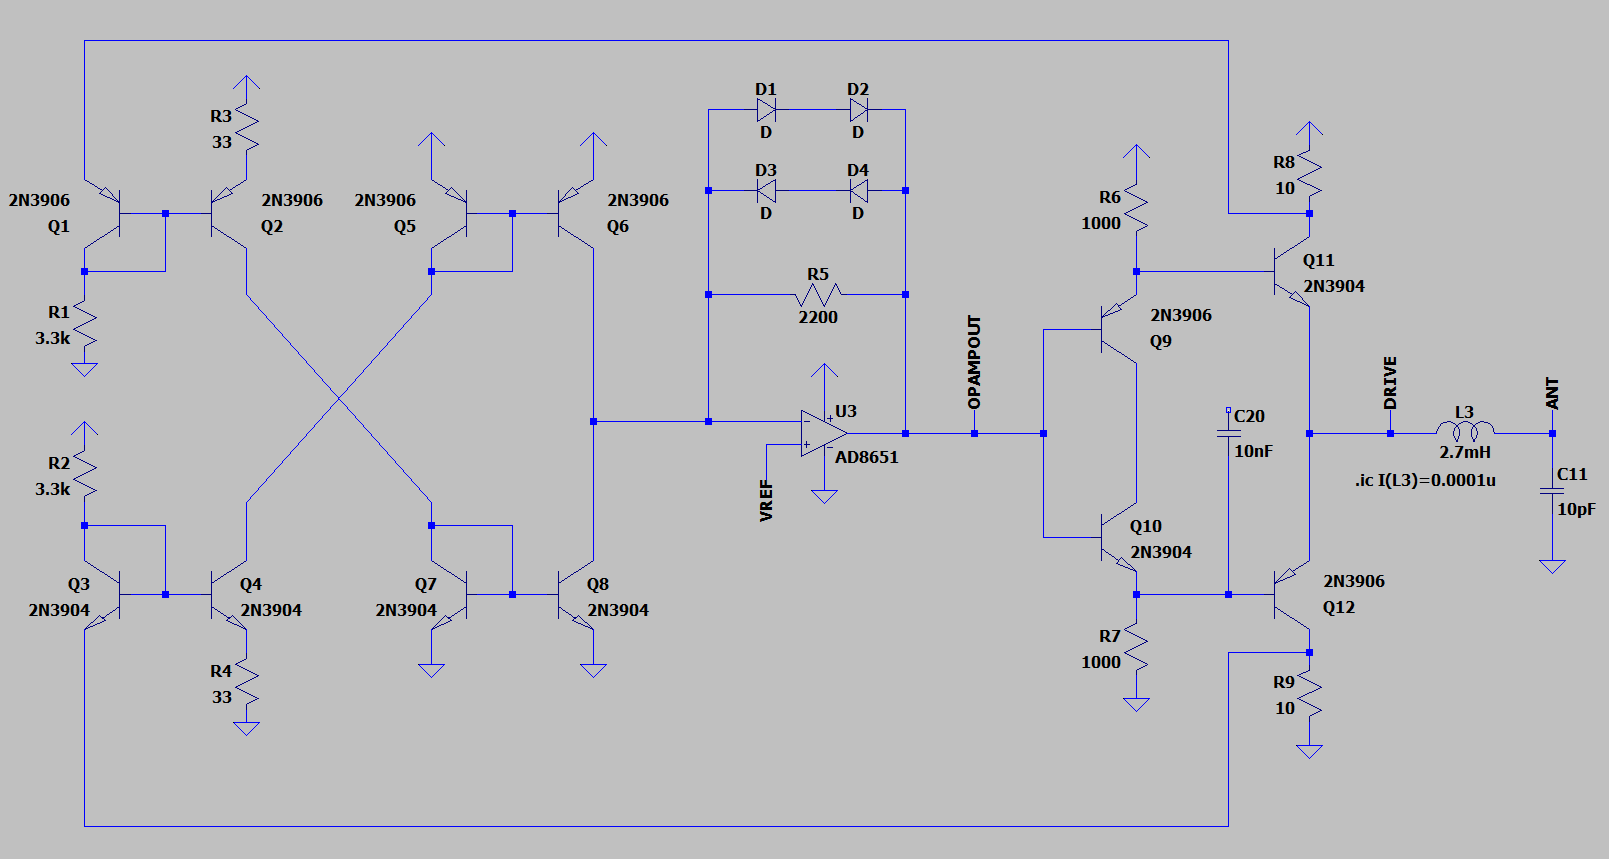 D1
D
D2
D
D3
D
D4
D
R3
33
2N3906
Q1
2N3906
Q2
2N3906
Q5
2N3906
Q6
R8
10
R6
1000
Q11
2N3904
R5
2200
R1
3.3k
2N3906
Q9
OPAMPOUT
DRIVE
ANT
U3
AD8651
VREF
C20
10nF
L3
2.7mH
.ic I(L3)=0.0001u
C11
10pF
R2
3.3k
Q10
2N3904
Q3
2N3904
Q4
2N3904
Q7
2N3904
Q8
2N3904
2N3906
Q12
R4
33
R7
1000
R9
10